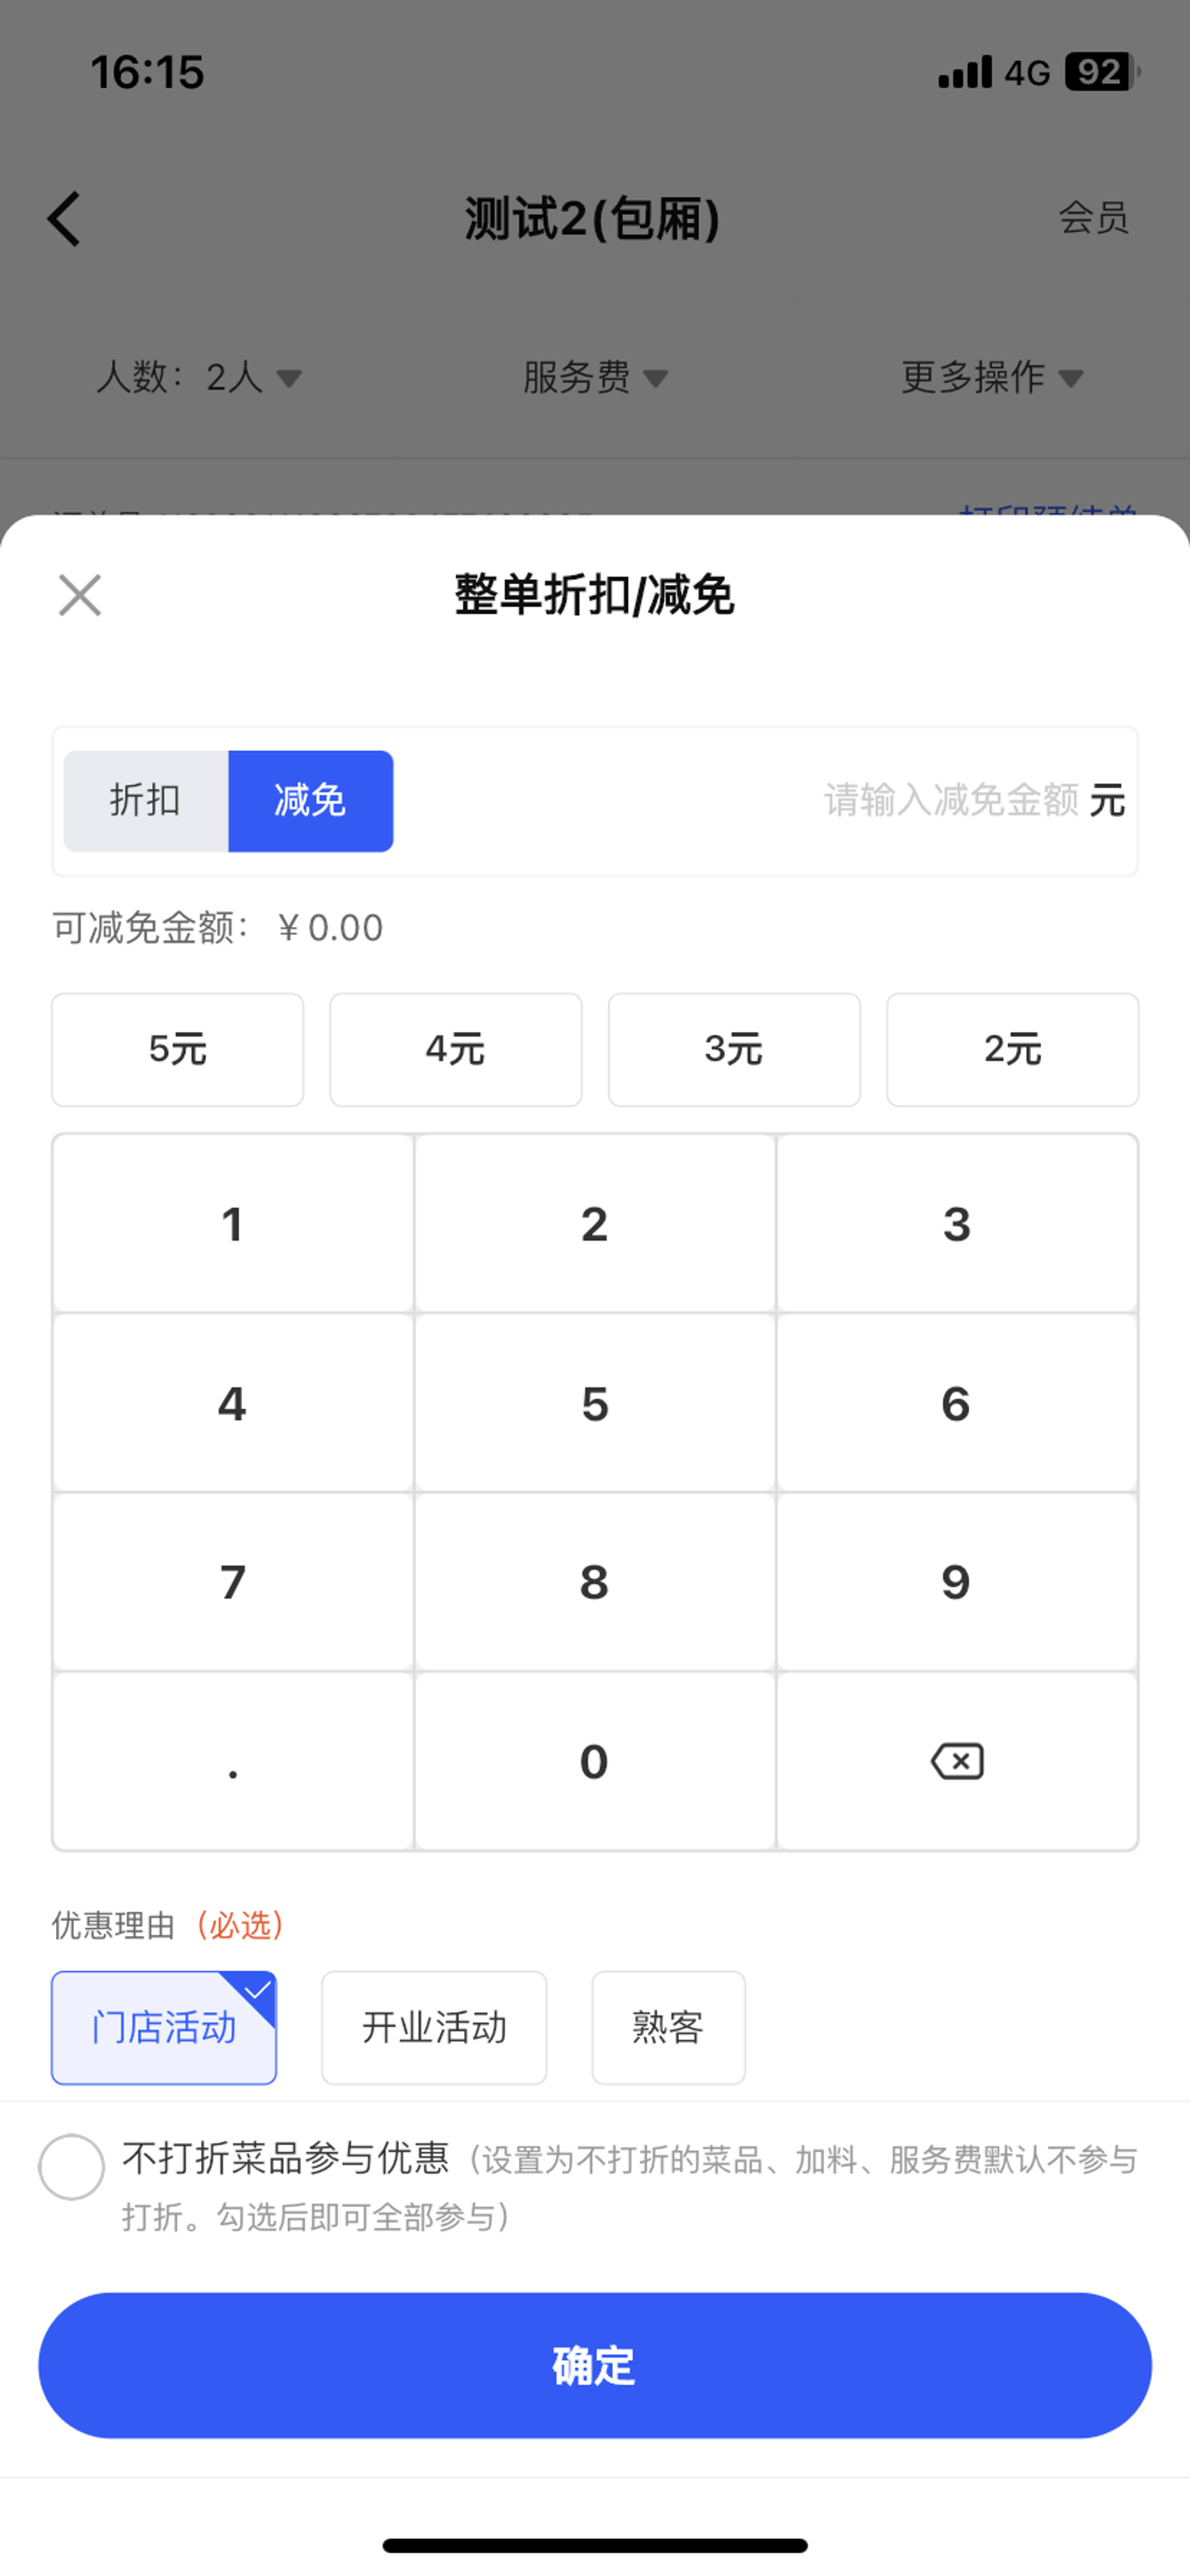 16:15
4G 92
测试2(包厢)
会员
人数：2人
服务费
更多操作
打印预结单
整单折扣/减免
折扣
减免
请输入减免金额 元
可减免金额： ¥ 0.00
5元
4元
3元
2元
1
2
3
4
5
6
7
8
9
.
0
优惠理由（必选）
门店活动
开业活动
熟客
不打折菜品参与优惠（设置为不打折的菜品、加料、服务费默认不参与
打折。勾选后即可全部参与）
确定